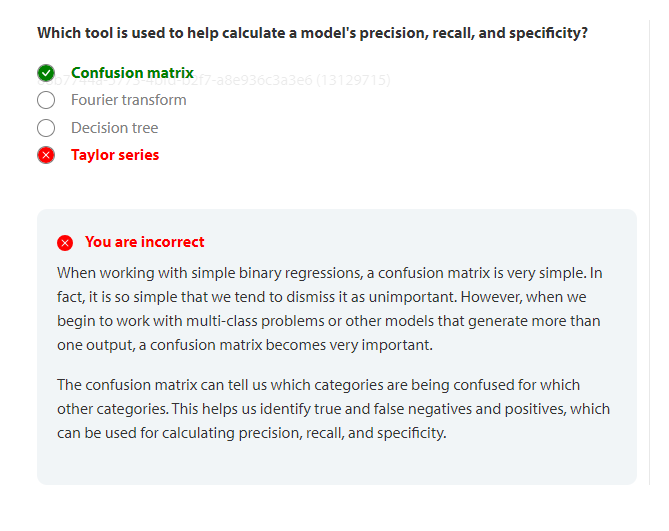 Which tool is used to help calculate a model's precision, recall, and specificity?
Confusion matrix
a8e936c3a3e6 (13129715)
Fourier transform
Decision tree
Taylor series
You are incorrect
When working with simple binary regressions, a confusion matrix is very simple. In
fact, it is so simple that we tend to dismiss it as unimportant. However, when we
begin to work with multi-class problems or other models that generate more than
one output, a confusion matrix becomes very important.
The confusion matrix can tell us which categories are being confused for which
other categories. This helps us identify true and false negatives and positives, which
can be used for calculating precision, recall, and specificity.